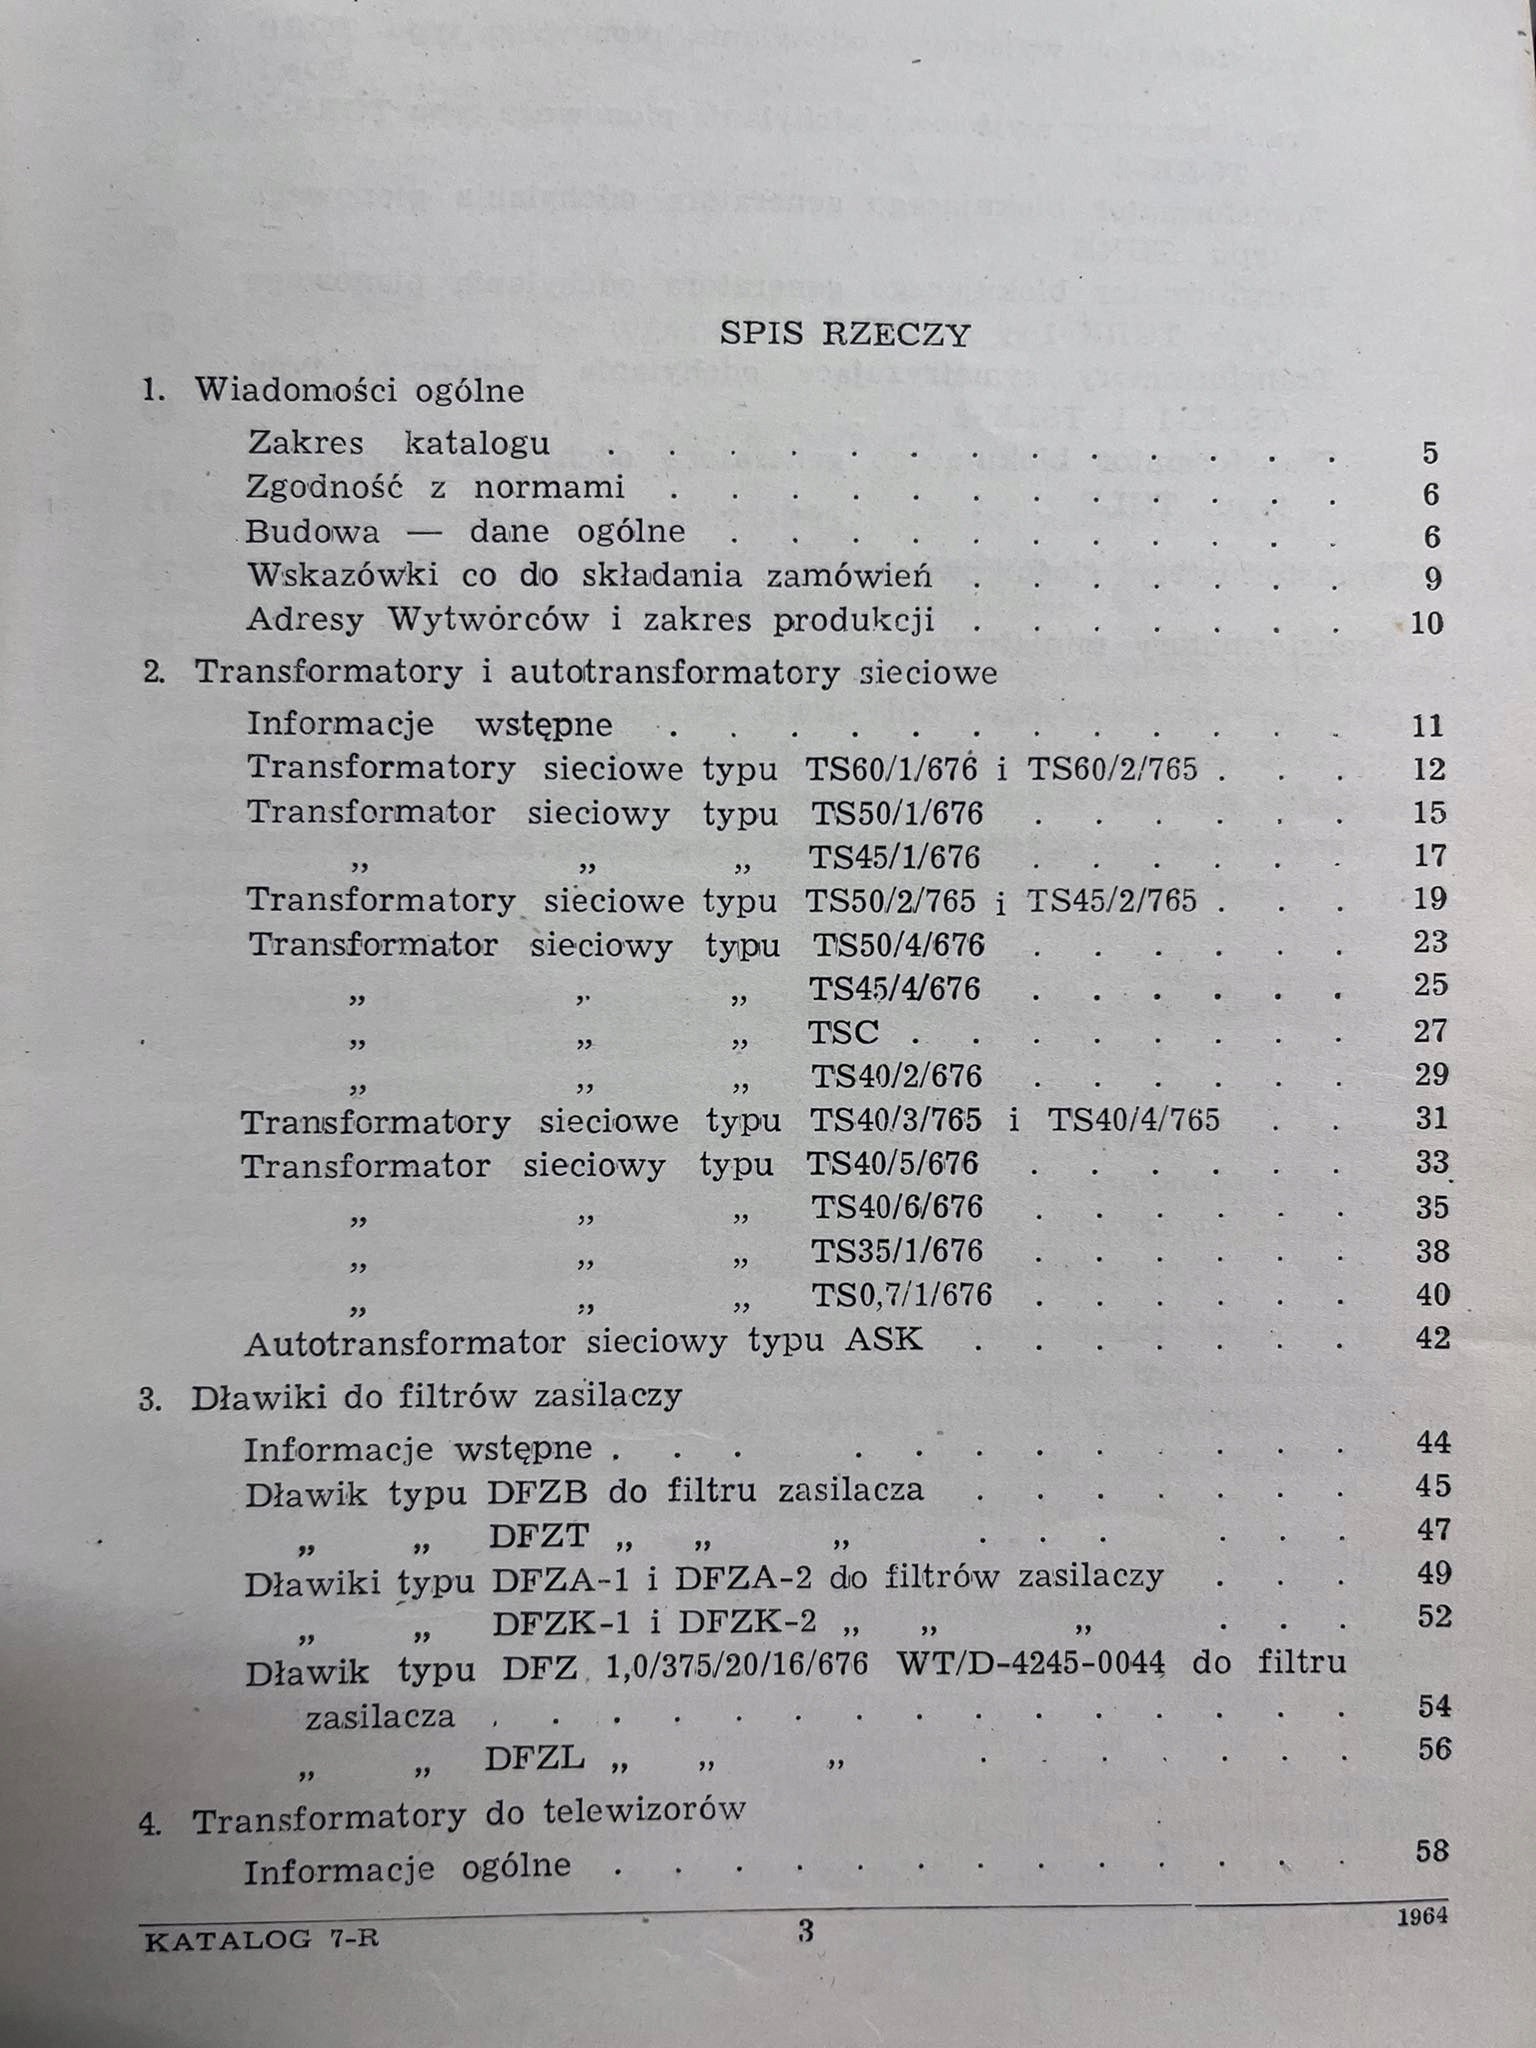 SPIS RZECZY
1. Wiadomości ogólne
Zakres katalogu . . . . . . . . . . . . . 5
Zgodność z normami . . . . . . . . . . . . 6
Budowa — dane ogólne . . . . . . . . . . . 6
Wskazówki co do składania zamówień . . . . . . . 9
Adresy Wytwórców i zakres produkcji . . . . . . . 10
2. Transformatory i autotransformatory sieciowe
Informacje wstępne . . . . . . . . . . . . 11
Transformatory sieciowe typu TS60/1/676 i TS60/2/765 . . . 12
Transformator sieciowy typu TS50/1/676 . . . . . . 15
„ „ „ TS45/1/676 . . . . . . 17
Transformatory sieciowe typu TS50/2/765 i TS45/2/765 . . . 19
Transformator sieciowy typu TS50/4/676 . . . . . . 23
„ „ „ TS45/4/676 . . . . . . 25
„ „ „ TSC . . . . . . . . 27
„ „ „ TS40/2/676 . . . . . . 29
Transformatory sieciowe typu TS40/3/765 i TS40/4/765 . . 31
Transformator sieciowy typu TS40/5/676 . . . . . . 33
„ „ „ TS40/6/676 . . . . . . 35
„ „ „ TS35/1/676 . . . . . . 38
„ „ „ TS0,7/1/676 . . . . . . 40
Autotransformator sieciowy typu ASK . . . . . . . 42
3. Dławiki do filtrów zasilaczy
Informacje wstępne . . . . . . . . . . . . 44
Dławik typu DFZB do filtru zasilacza . . . . . . . 45
„ „ DFZT „ „ „ . . . . . . 47
Dławiki typu DFZA-1 i DFZA-2 do filtrów zasilaczy . . . 49
„ „ DFZK-1 i DFZK-2 „ „ „ . . . 52
Dławik typu DFZ 1,0/375/20/16/676 WT/D-4245-0044 do filtru
zasilacza . . . . . . . . . . . . . . . 54
„ „ DFZL „ „ „ . . . . . . . 56
4. Transformatory do telewizorów
Informacje ogólne . . . . . . . . . . . . . 58
KATALOG 7-R 3 1964